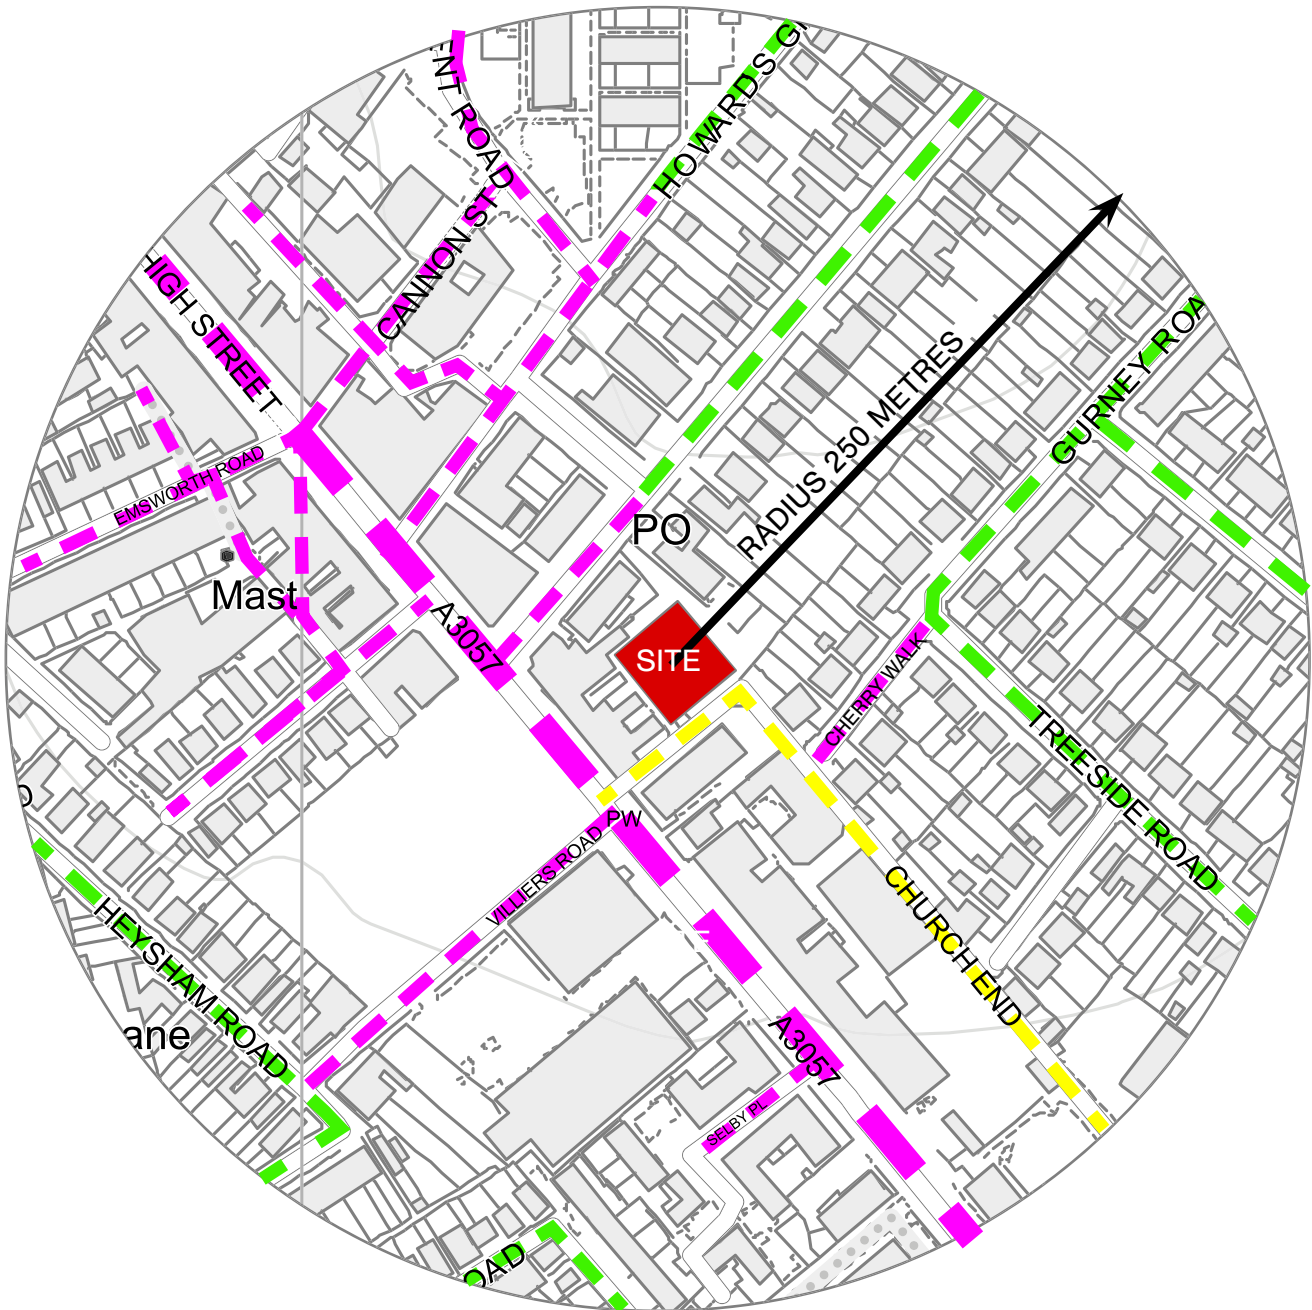 ENT ROAD
HOWARDS G
CANNON ST
HIGH STREET
GURNEY ROA
RADIUS 250 METRES
EMSWORTH ROAD
PO
Mast
A3057
SITE
CHERRY WALK
TREESIDE ROAD
PW
VILLIERS ROAD
CHURCH END
HEYSHAM ROAD
ane
A3057
SELBY PL
OAD